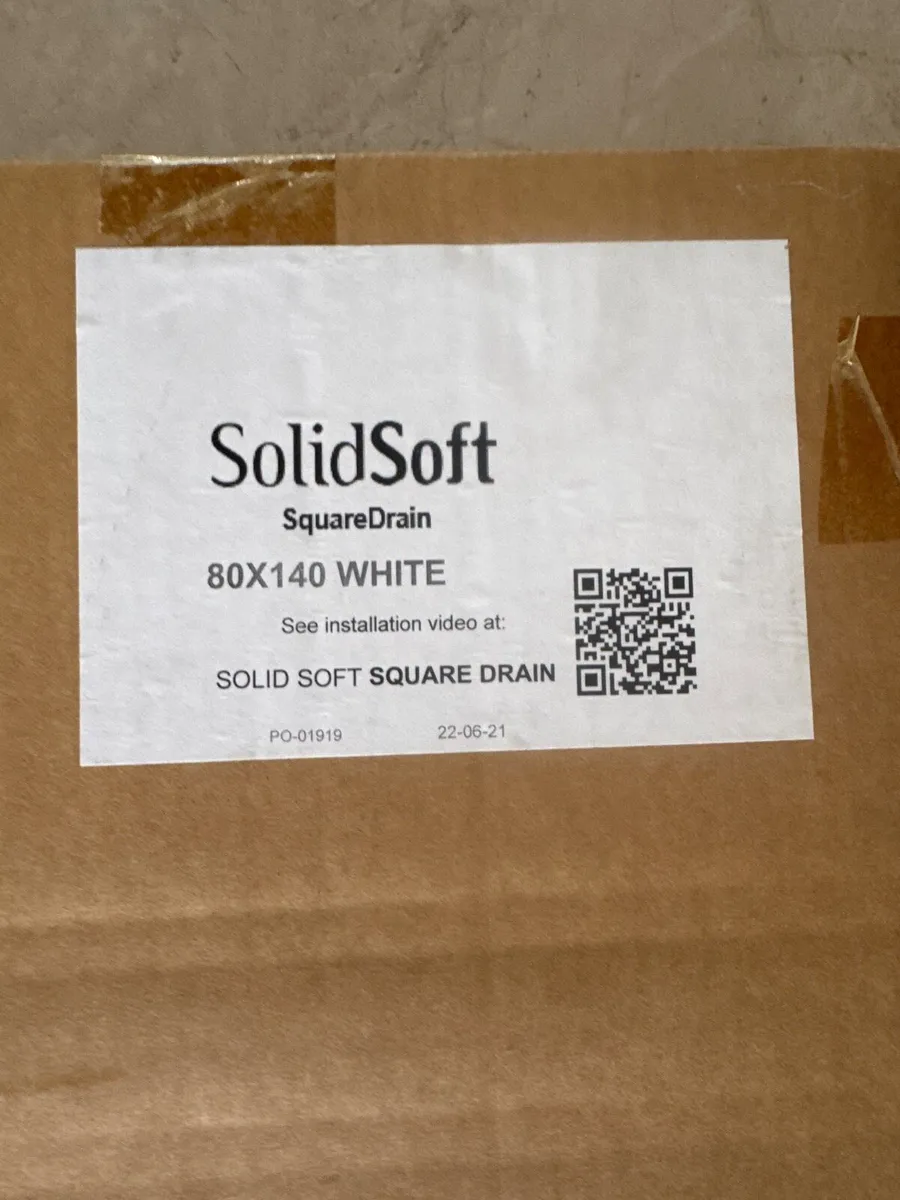 SolidSoft
SquareDrain
80X140 WHITE
See installation video at:
SOLID SOFT SQUARE DRAIN
PO-01919 22-06-21